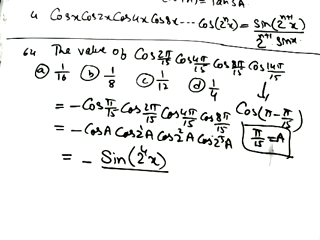 4. Cosx Cos2x Cos4x Cos8x --- Cos(2ⁿx) = sin(2ⁿ⁺¹x) / 2ⁿ⁺¹ sinx.
64 The value of Cos 2π/15 Cos 4π/15 Cos 8π/15 Cos 14π/15
(a) 1/16 (b) 1/8 (c) 1/12 (d) 1/4
= -Cos π/15 Cos 2π/15 Cos 4π/15 Cos 8π/15
Cos(π - π/15)
π/15 = A
= -CosA Cos2A Cos2²A Cos2³A
= - Sin(2⁴x)